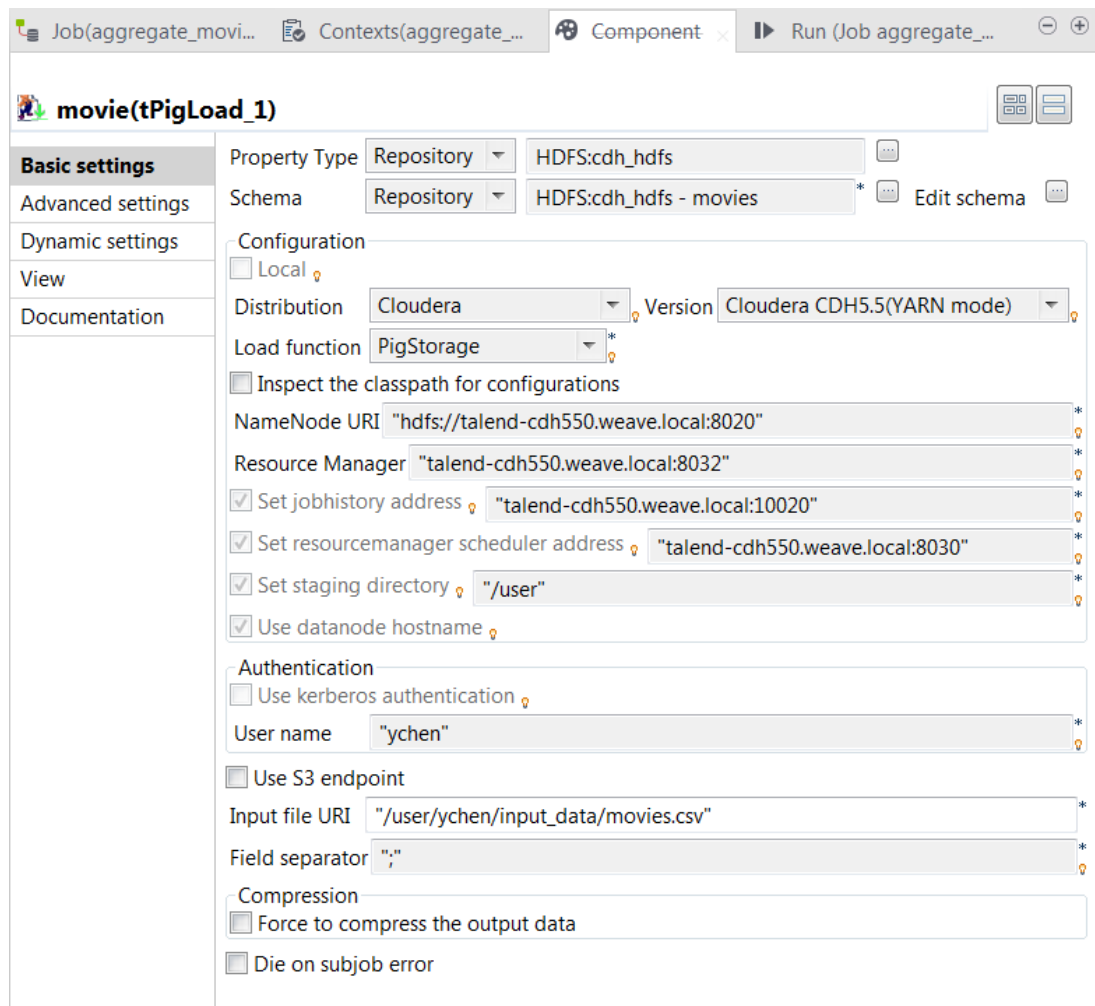 Job(aggregate_movi... Contexts(aggregate_... Component Run (Job aggregate_...
movie(tPigLoad_1)
Basic settings
Advanced settings
Dynamic settings
View
Documentation
Property Type Repository HDFS:cdh_hdfs ...
Schema Repository HDFS:cdh_hdfs - movies * ... Edit schema ...
Configuration
Local
Distribution Cloudera Version Cloudera CDH5.5(YARN mode)
Load function PigStorage *
Inspect the classpath for configurations
NameNode URI "hdfs://talend-cdh550.weave.local:8020" *
Resource Manager "talend-cdh550.weave.local:8032" *
Set jobhistory address "talend-cdh550.weave.local:10020" *
Set resourcemanager scheduler address "talend-cdh550.weave.local:8030" *
Set staging directory "/user" *
Use datanode hostname
Authentication
Use kerberos authentication
User name "ychen" *
Use S3 endpoint
Input file URI "/user/ychen/input_data/movies.csv" *
Field separator ";" *
Compression
Force to compress the output data
Die on subjob error